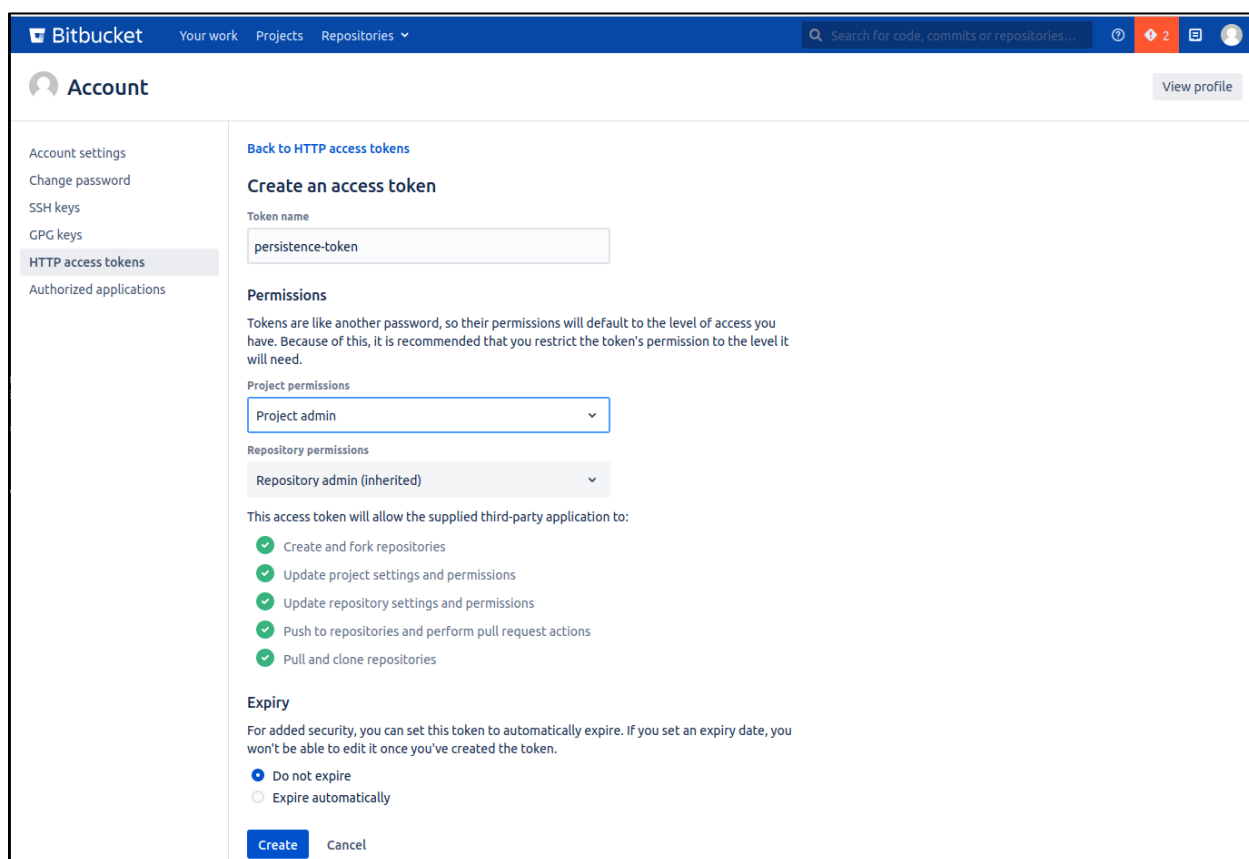 Bitbucket Your work Projects Repositories Search for code, commits or repositories... 2
Account View profile
Account settings
Change password
SSH keys
GPG keys
HTTP access tokens
Authorized applications
Back to HTTP access tokens
Create an access token
Token name
persistence-token
Permissions
Tokens are like another password, so their permissions will default to the level of access you
have. Because of this, it is recommended that you restrict the token's permission to the level it
will need.
Project permissions
Project admin
Repository permissions
Repository admin (inherited)
This access token will allow the supplied third-party application to:
Create and fork repositories
Update project settings and permissions
Update repository settings and permissions
Push to repositories and perform pull request actions
Pull and clone repositories
Expiry
For added security, you can set this token to automatically expire. If you set an expiry date, you
won't be able to edit it once you've created the token.
Do not expire
Expire automatically
Create Cancel